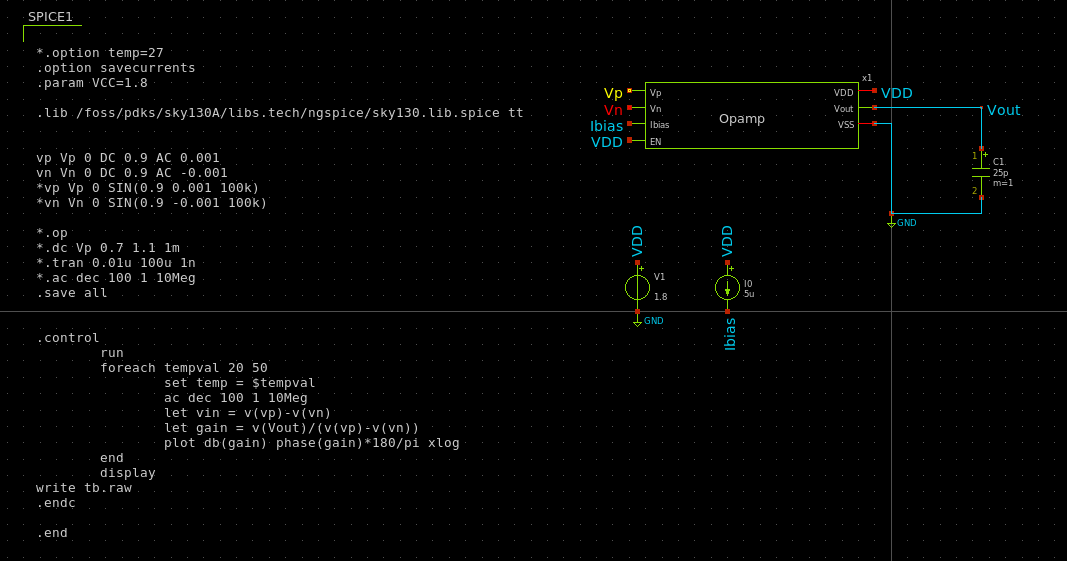 SPICE1
*.option temp=27
.option savecurrents
.param VCC=1.8
.lib /foss/pdks/sky130A/libs.tech/ngspice/sky130.lib.spice tt
vp Vp 0 DC 0.9 AC 0.001
vn Vn 0 DC 0.9 AC -0.001
*vp Vp 0 SIN(0.9 0.001 100k)
*vn Vn 0 SIN(0.9 -0.001 100k)
*.op
*.dc Vp 0.7 1.1 1m
*.tran 0.01u 100u 1n
*.ac dec 100 1 10Meg
.save all
.control
run
foreach tempval 20 50
set temp = $tempval
ac dec 100 1 10Meg
let vin = v(vp)-v(vn)
let gain = v(Vout)/(v(vp)-v(vn))
plot db(gain) phase(gain)*180/pi xlog
end
display
write tb.raw
.endc
.end
x1
Vp Vp VDD VDD
Vn Vn Vout Vout
Ibias Ibias Opamp VSS
VDD EN
1 + C1
25p
2 m=1
GND
VDD VDD
+ V1 + I0
1.8 5u
GND Ibias